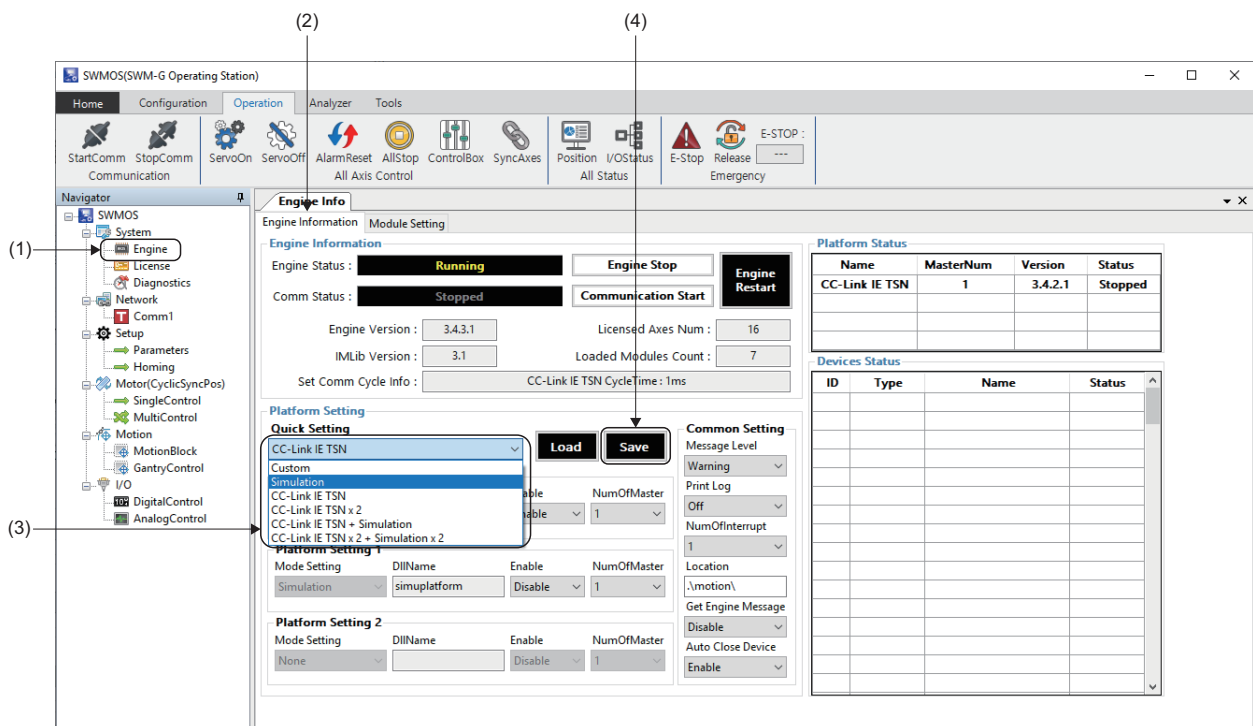 (2)
(4)
SWMOS(SWM-G Operating Station)
Home Configuration Operation Analyzer Tools
StartComm StopComm ServoOn ServoOff AlarmReset AllStop ControlBox SyncAxes Position I/OStatus E-Stop Release E-STOP : ---
Communication All Axis Control All Status Emergency
Navigator
SWMOS
System
(1)
Engine
License
Diagnostics
Network
Comm1
Setup
Parameters
Homing
Motor(CyclicSyncPos)
SingleControl
MultiControl
Motion
MotionBlock
GantryControl
I/O
DigitalControl
AnalogControl
(3)
Engine Info
Engine Information Module Setting
Engine Information
Engine Status : Running Engine Stop Engine Restart
Comm Status : Stopped Communication Start
Engine Version : 3.4.3.1 Licensed Axes Num : 16
IMLib Version : 3.1 Loaded Modules Count : 7
Set Comm Cycle Info : CC-Link IE TSN CycleTime : 1ms
Platform Setting
Quick Setting
CC-Link IE TSN Load Save
Custom
Simulation
CC-Link IE TSN
CC-Link IE TSN x 2
CC-Link IE TSN + Simulation
CC-Link IE TSN x 2 + Simulation x 2
NumOfMaster
1
Platform Setting 1
Mode Setting DllName Enable NumOfMaster
Simulation simuplatform Disable 1
Platform Setting 2
Mode Setting DllName Enable NumOfMaster
None Disable 1
Common Setting
Message Level
Warning
Print Log
Off
NumOfInterrupt
1
Location
.\motion\
Get Engine Message
Disable
Auto Close Device
Enable
Platform Status
Name MasterNum Version Status
CC-Link IE TSN 1 3.4.2.1 Stopped
Devices Status
ID Type Name Status